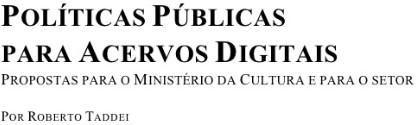 POLÍTICAS PÚBLICAS
PARA ACERVOS DIGITAIS
PROPOSTAS PARA O MINISTÉRIO DA CULTURA E PARA O SETOR
POR ROBERTO TADDEI